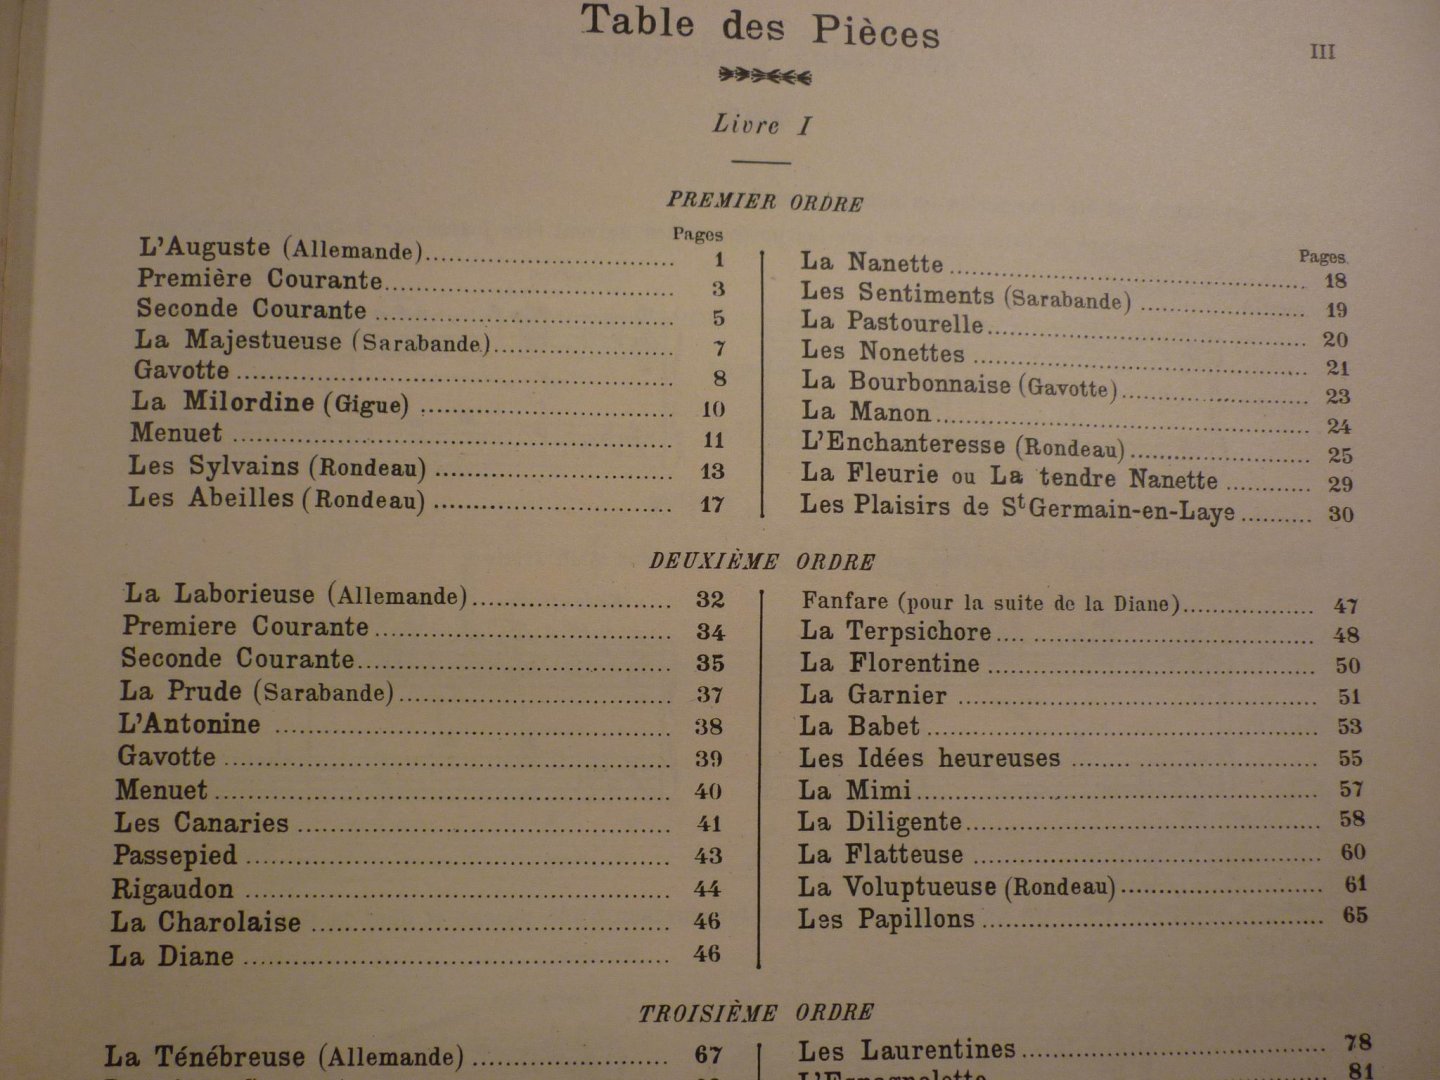 Table des Pièces
III
Livre I
PREMIER ORDRE
Pages
L'Auguste (Allemande) 1
Première Courante 3
Seconde Courante 5
La Majestueuse (Sarabande) 7
Gavotte 8
La Milordine (Gigue) 10
Menuet 11
Les Sylvains (Rondeau) 13
Les Abeilles (Rondeau) 17
Pages
La Nanette 18
Les Sentiments (Sarabande) 19
La Pastourelle 20
Les Nonettes 21
La Bourbonnaise (Gavotte) 23
La Manon 24
L'Enchanteresse (Rondeau) 25
La Fleurie ou La tendre Nanette 29
Les Plaisirs de St Germain-en-Laye 30
DEUXIÈME ORDRE
La Laborieuse (Allemande) 32
Premiere Courante 34
Seconde Courante 35
La Prude (Sarabande) 37
L'Antonine 38
Gavotte 39
Menuet 40
Les Canaries 41
Passepied 43
Rigaudon 44
La Charolaise 46
La Diane 46
Fanfare (pour la suite de la Diane) 47
La Terpsichore 48
La Florentine 50
La Garnier 51
La Babet 53
Les Idées heureuses 55
La Mimi 57
La Diligente 58
La Flatteuse 60
La Voluptueuse (Rondeau) 61
Les Papillons 65
TROISIÈME ORDRE
La Ténébreuse (Allemande) 67
Les Laurentines 78
L'Espagnolette 81